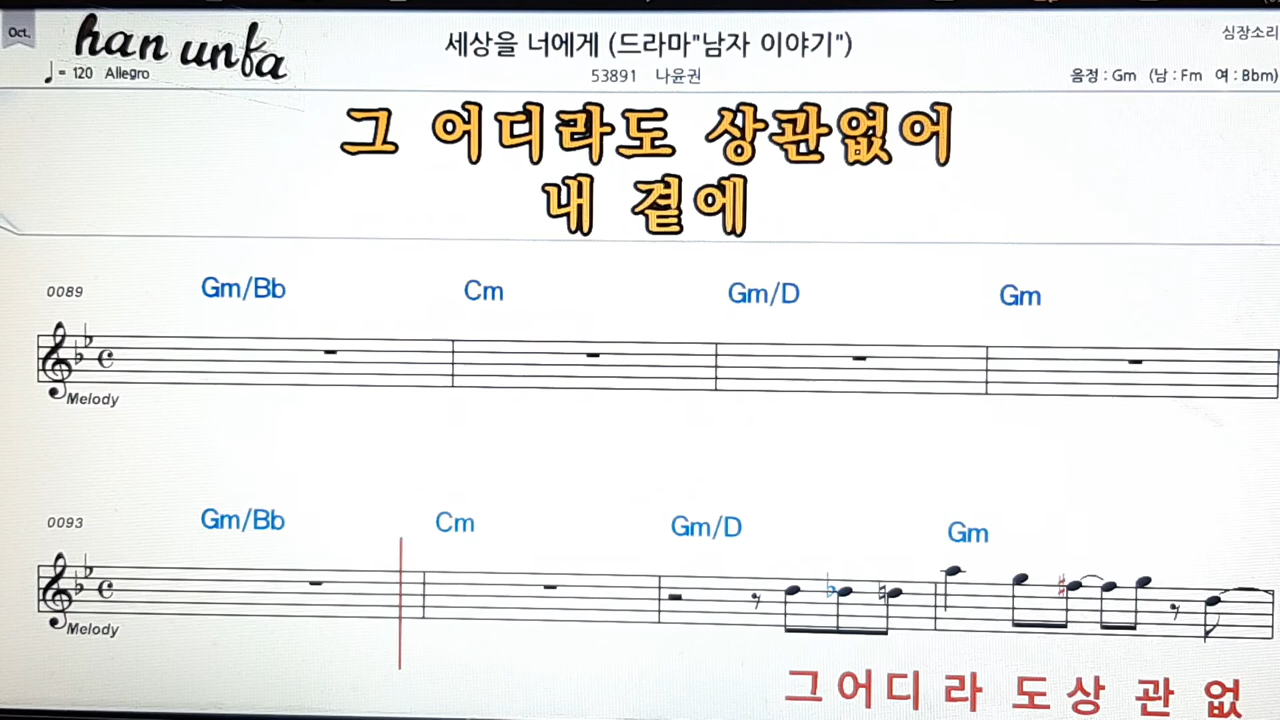 Oct.
han unfa
♩= 120 Allegro
세상을 너에게 (드라마"남자 이야기")
53891 나윤권
심장소리
음정 : Gm (남 : Fm 여 : Bbm)
그 어디라도 상관없어
내 곁에
0089 Gm/Bb Cm Gm/D Gm
Melody
0093 Gm/Bb Cm Gm/D Gm
Melody
그어디 라 도상 관 없